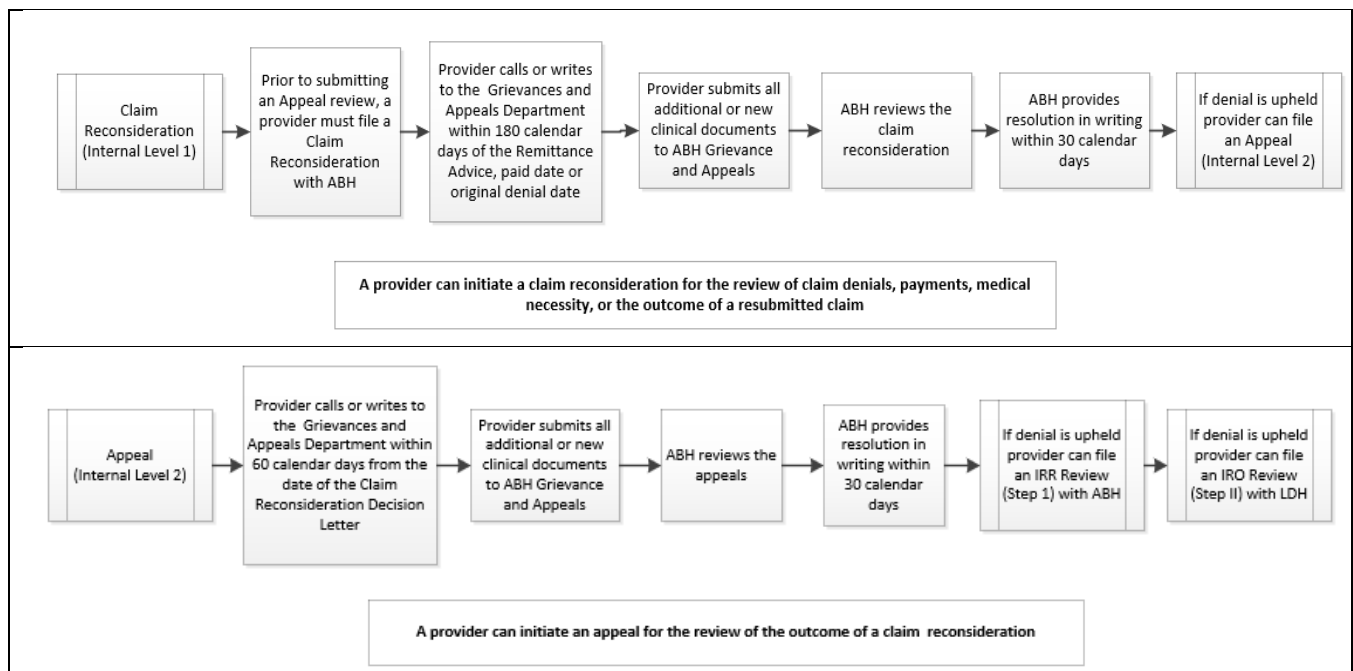 Claim
Reconsideration
(Internal Level 1)
Prior to submitting
an Appeal review, a
provider must file a
Claim
Reconsideration
with ABH
Provider calls or writes
to the Grievances and
Appeals Department
within 180 calendar
days of the Remittance
Advice, paid date or
original denial date
Provider submits all
additional or new
clinical documents
to ABH Grievance
and Appeals
ABH reviews the
claim
reconsideration
ABH provides
resolution in writing
within 30 calendar
days
If denial is upheld
provider can file
an Appeal
(Internal Level 2)
A provider can initiate a claim reconsideration for the review of claim denials, payments, medical
necessity, or the outcome of a resubmitted claim
Appeal
(Internal Level 2)
Provider calls or writes to
the Grievances and
Appeals Department within
60 calendar days from the
date of the Claim
Reconsideration Decision
Letter
Provider submits all
additional or new
clinical documents
to ABH Grievance
and Appeals
ABH reviews the
appeals
ABH provides
resolution in
writing within
30 calendar
days
If denial is upheld
provider can file
an IRR Review
(Step 1) with ABH
If denial is upheld
provider can file
an IRO Review
(Step II) with LDH
A provider can initiate an appeal for the review of the outcome of a claim reconsideration